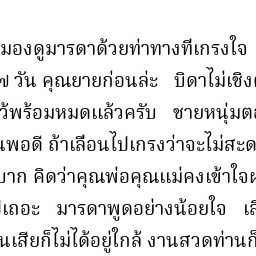 มองดูมารดาด้วยท่าทางที่เกรงใจ
๗ วัน คุณยายก่อนล่ะ บิดาไม่เชิง
ว้พร้อมหมดแล้วครับ ชายหนุ่มต
นพอดี ถ้าเลือนไปเกรงว่าจะไม่สะด
บาก คิดว่าคุณพ่อคุณแม่คงเข้าใจผ
ปเถอะ มารดาพูดอย่างน้อยใจ เสี
นเสียก็ไม่ได้อยู่ใกล้ งานสวดท่านก็